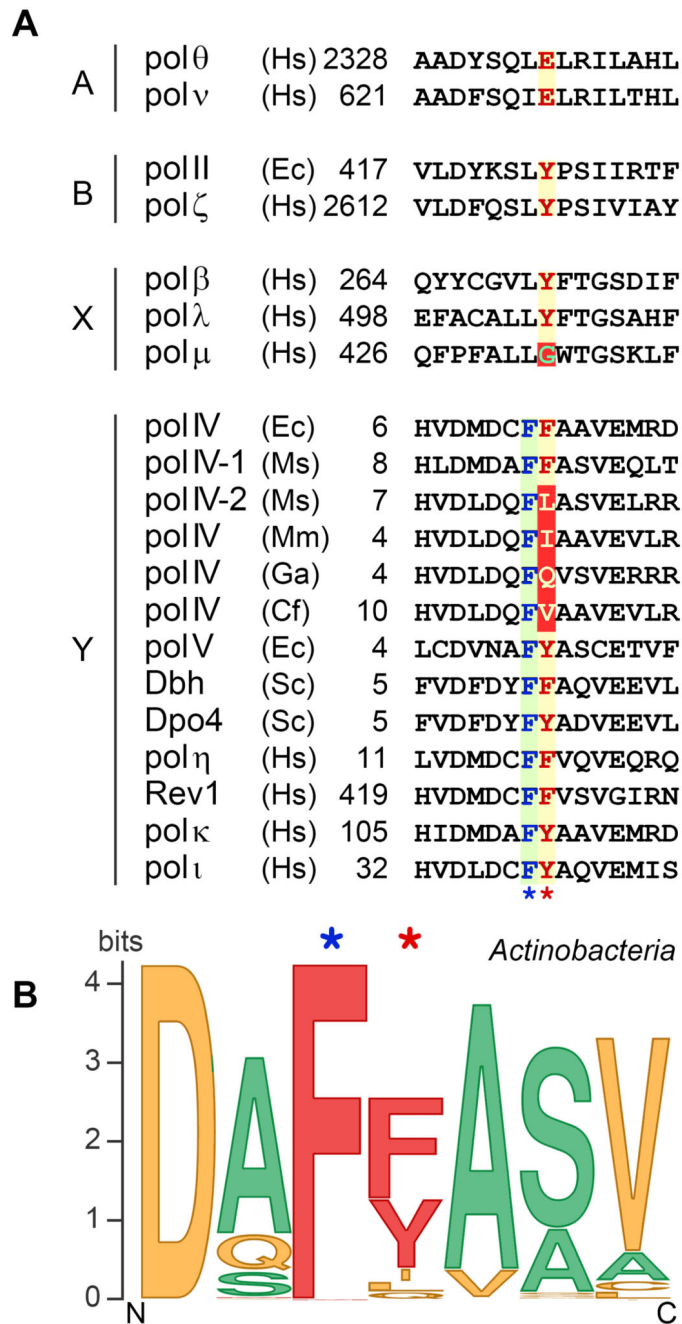 A
A
polθ (Hs) 2328 AADYSQLELRILAHL
polν (Hs) 621 AADFSQIELRILTHL
B
polII (Ec) 417 VLDYKSLYPSIIRTF
polζ (Hs) 2612 VLDFQSLYPSIVIAY
X
polβ (Hs) 264 QYYCGVLYFTGSDIF
polλ (Hs) 498 EFACALLYFTGSAHF
polμ (Hs) 426 QFPFALLGWTGSKLF
Y
polIV (Ec) 6 HVDMDCFFAAVEMRD
polIV-1 (Ms) 8 HLDMDAFFASVEQLT
polIV-2 (Ms) 7 HVDLDQFLASVELRR
polIV (Mm) 4 HVDLDQFIAAVEVLR
polIV (Ga) 4 HVDLDQFQVSVERRR
polIV (Cf) 10 HVDLDQFVAAVEVLR
polV (Ec) 4 LCDVNAFYASCETVF
Dbh (Sc) 5 FVDFDYFFAQVEEVL
Dpo4 (Sc) 5 FVDFDYFYADVEEVL
polη (Hs) 11 LVDMDCFFVQVEQRQ
Rev1 (Hs) 419 HVDMDCFFVSVGIRN
polκ (Hs) 105 HIDMDAFYAAVEMRD
polι (Hs) 32 HVDLDCFYAQVEMIS
* *
B
bits * * Actinobacteria
4
3
2
1
0
D A F F A S V
Q Y V A A
S
N C